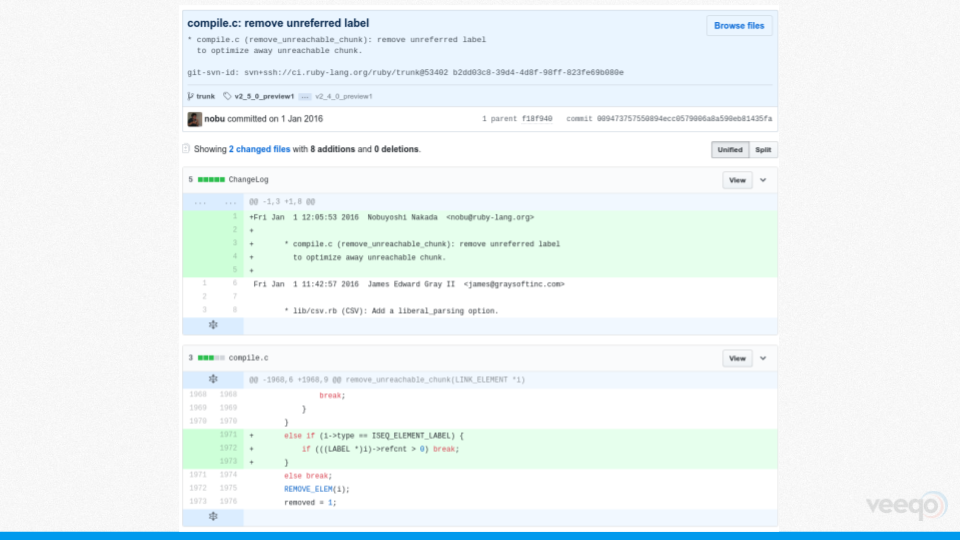 compile.c: remove unreferred label
Browse files
* compile.c (remove_unreachable_chunk): remove unreferred label
to optimize away unreachable chunk.
git-svn-id: svn+ssh://ci.ruby-lang.org/ruby/trunk@53402 b2dd03c8-39d4-4d8f-98ff-823fe69b080e
trunk v2_5_0_preview1 ... v2_4_0_preview1
nobu committed on 1 Jan 2016 1 parent f18f940 commit 009473757550894ecc0579006a8a590eb81435fa
Showing 2 changed files with 8 additions and 0 deletions. Unified Split
5 ChangeLog View
... ... @@ -1,3 +1,8 @@
1 +Fri Jan 1 12:05:53 2016 Nobuyoshi Nakada <nobu@ruby-lang.org>
2 +
3 + * compile.c (remove_unreachable_chunk): remove unreferred label
4 + to optimize away unreachable chunk.
5 +
1 6 Fri Jan 1 11:42:57 2016 James Edward Gray II <james@graysoftinc.com>
2 7
3 8 * lib/csv.rb (CSV): Add a liberal_parsing option.
3 compile.c View
@@ -1968,6 +1968,9 @@ remove_unreachable_chunk(LINK_ELEMENT *i)
1968 1968 break;
1969 1969 }
1970 1970 }
1971 + else if (i->type == ISEQ_ELEMENT_LABEL) {
1972 + if (((LABEL *)i)->refcnt > 0) break;
1973 + }
1971 1974 else break;
1972 1975 REMOVE_ELEM(i);
1973 1976 removed = 1;
veeqo